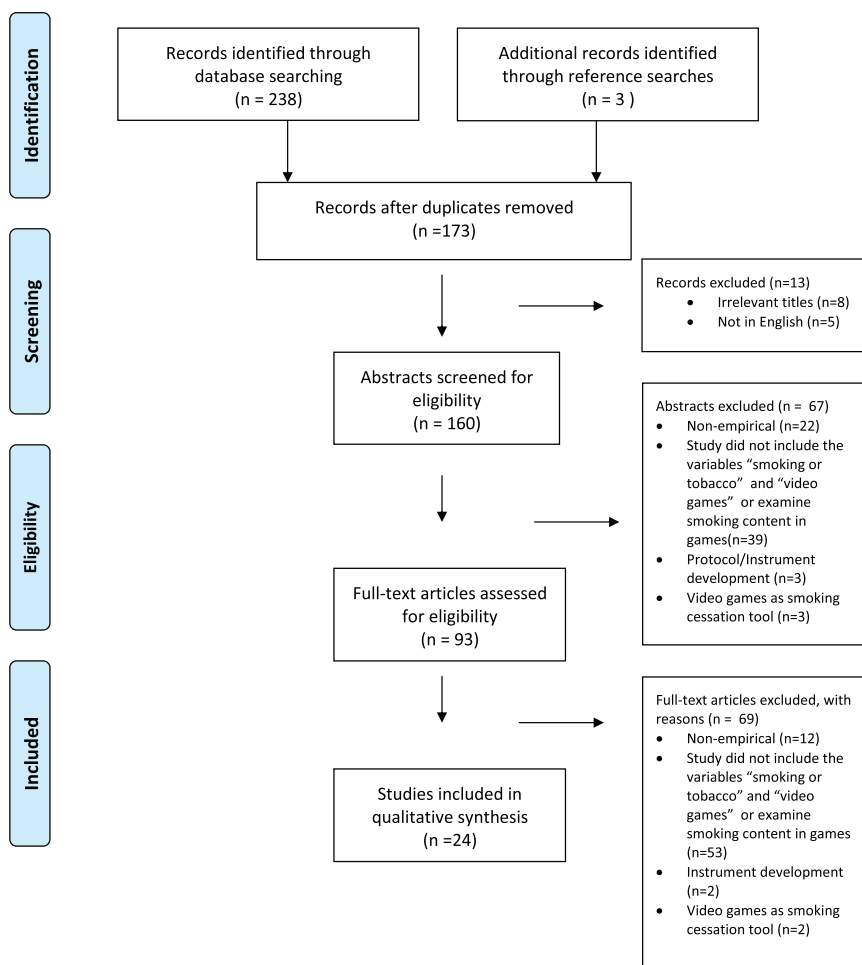 Identification
Records identified through
database searching
(n = 238)
Additional records identified
through reference searches
(n = 3 )
Records after duplicates removed
(n =173)
Screening
Records excluded (n=13)
• Irrelevant titles (n=8)
• Not in English (n=5)
Abstracts screened for
eligibility
(n = 160)
Abstracts excluded (n = 67)
• Non-empirical (n=22)
• Study did not include the
variables “smoking or
tobacco” and “video
games” or examine
smoking content in
games(n=39)
• Protocol/Instrument
development (n=3)
• Video games as smoking
cessation tool (n=3)
Eligibility
Full-text articles assessed
for eligibility
(n = 93)
Full-text articles excluded, with
reasons (n = 69)
• Non-empirical (n=12)
• Study did not include the
variables “smoking or
tobacco” and “video
games” or examine
smoking content in games
(n=53)
• Instrument development
(n=2)
• Video games as smoking
cessation tool (n=2)
Included
Studies included in
qualitative synthesis
(n =24)